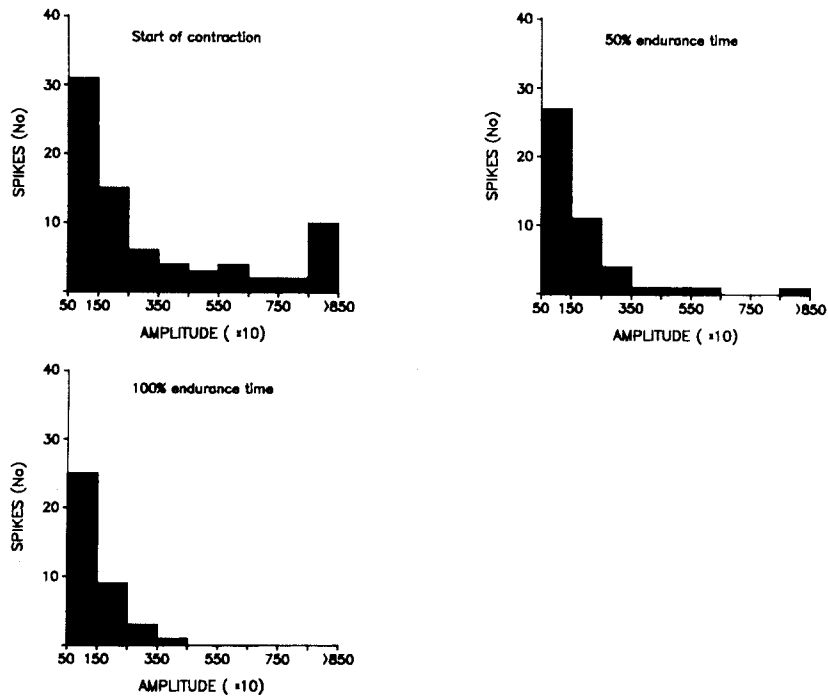 Start of contraction
SPIKES (No)
40
30
20
10
50 150 350 550 750 >850
AMPLITUDE ( *10)
50% endurance time
SPIKES (No)
40
30
20
10
50 150 350 550 750 >850
AMPLITUDE ( *10)
100% endurance time
SPIKES (No)
40
30
20
10
50 150 350 550 750 >850
AMPLITUDE ( *10)